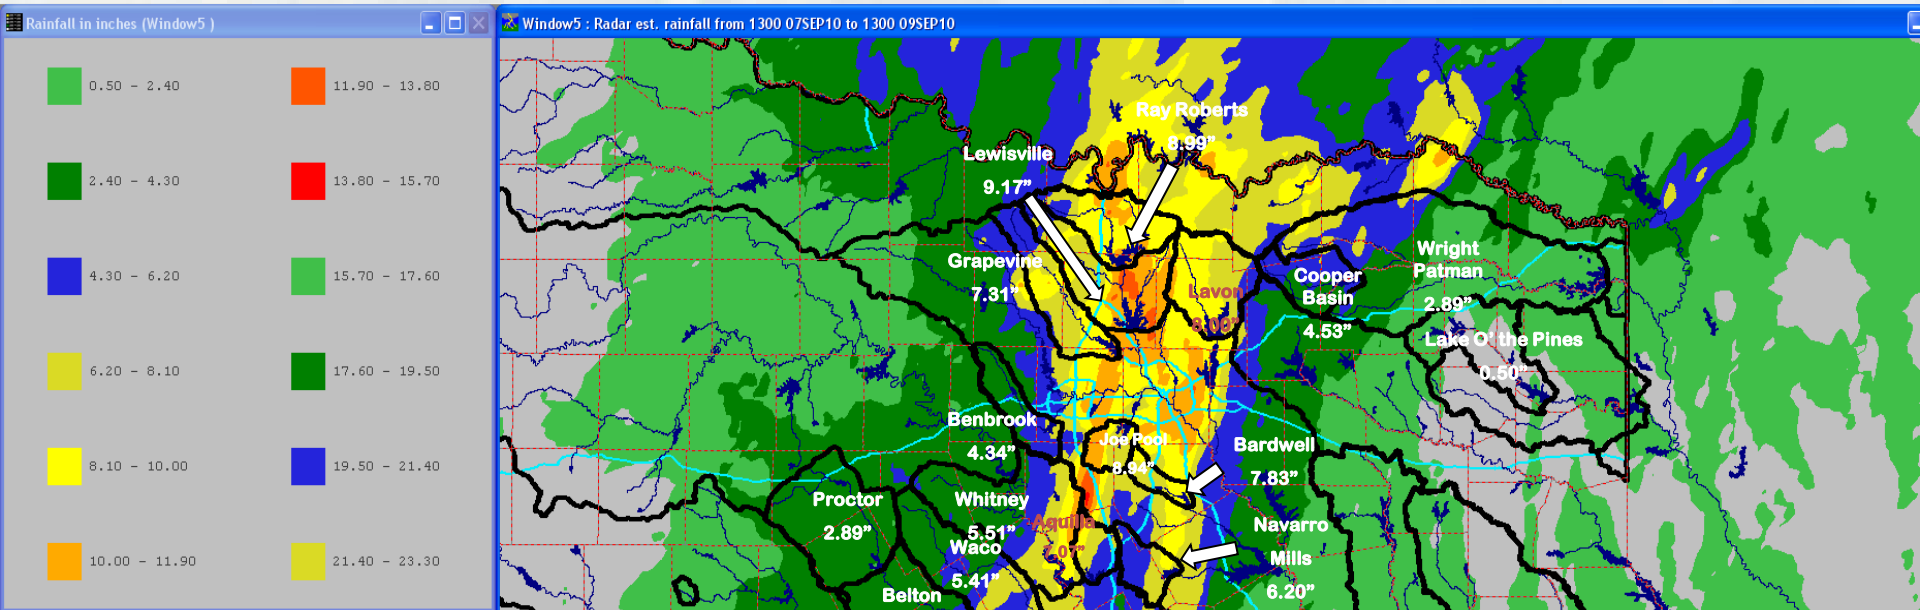 Rainfall in inches (Window5 )
0.50 - 2.40
2.40 - 4.30
4.30 - 6.20
6.20 - 8.10
8.10 - 10.00
10.00 - 11.90
11.90 - 13.80
13.80 - 15.70
15.70 - 17.60
17.60 - 19.50
19.50 - 21.40
21.40 - 23.30
Window5 : Radar est. rainfall from 1300 07SEP10 to 1300 09SEP10
Ray Roberts
8.99”
Lewisville
9.17”
Grapevine
7.31”
Lavon
8.00”
Cooper
Basin
4.53”
Wright
Patman
2.89”
Lake O’ the Pines
0.50”
Benbrook
4.34”
Joe Pool
8.94”
Bardwell
7.83”
Proctor
2.89”
Whitney
5.51”
Aquilla
7.07”
Waco
5.41”
Navarro
Mills
6.20”
Belton